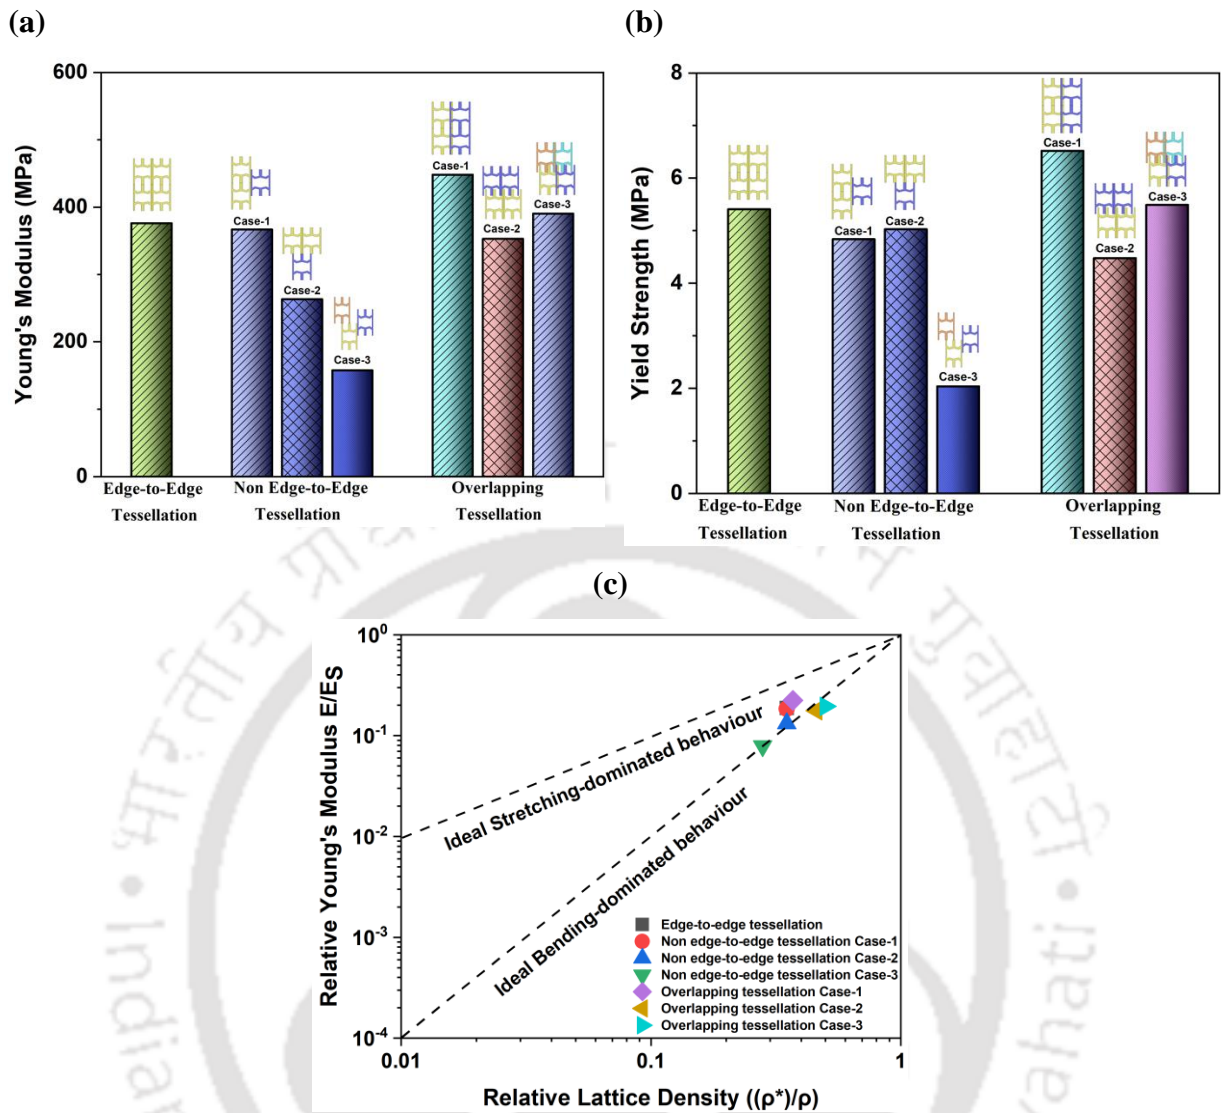 (a)
(b)
600
400
200
0
Young's Modulus (MPa)
Case-1
Case-2
Case-3
Case-1
Case-2
Case-3
Edge-to-Edge
Tessellation
Non Edge-to-Edge
Tessellation
Overlapping
Tessellation
8
6
4
2
0
Yield Strength (MPa)
Case-1
Case-2
Case-3
Case-1
Case-2
Case-3
Edge-to-Edge
Tessellation
Non Edge-to-Edge
Tessellation
Overlapping
Tessellation
(c)
10⁰
10⁻¹
10⁻²
10⁻³
10⁻⁴
Relative Young's Modulus E/Es
Ideal Stretching-dominated behaviour
Ideal Bending-dominated behaviour
Edge-to-edge tessellation
Non edge-to-edge tessellation Case-1
Non edge-to-edge tessellation Case-2
Non edge-to-edge tessellation Case-3
Overlapping tessellation Case-1
Overlapping tessellation Case-2
Overlapping tessellation Case-3
0.01
0.1
1
Relative Lattice Density ((ρ*)/ρ)
भारतीय
गुवाहाटी
Indian